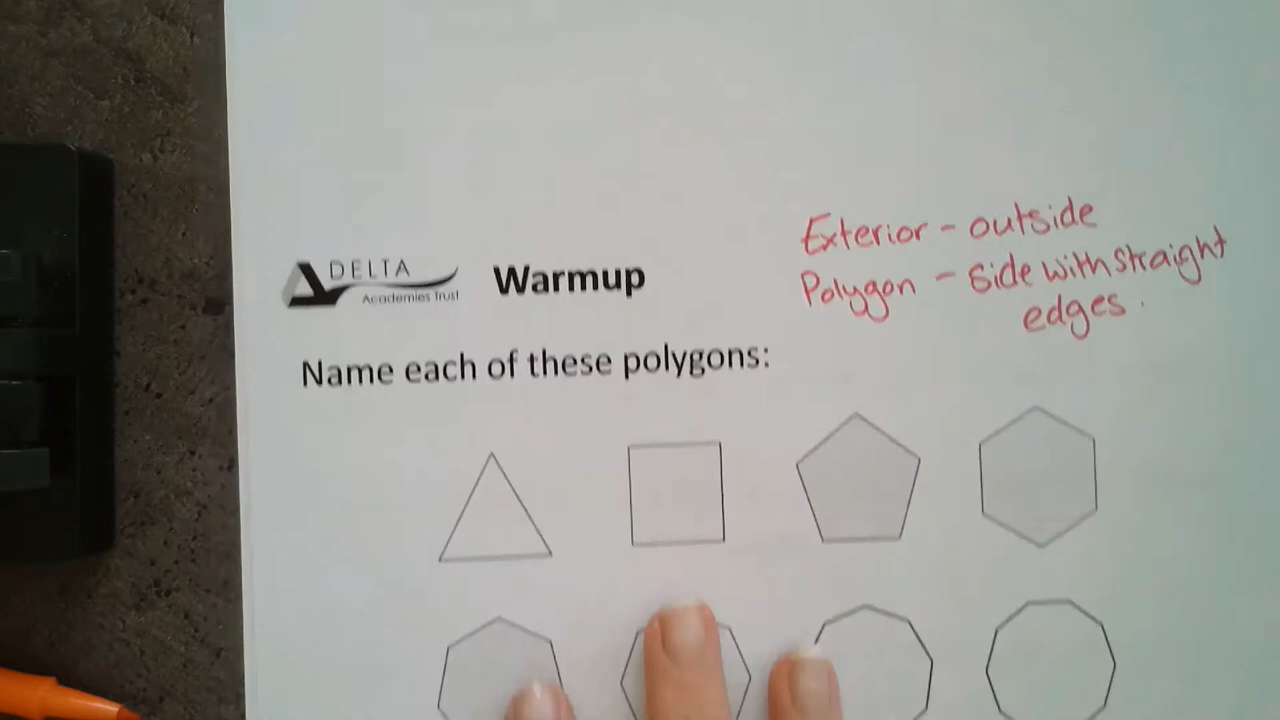 Exterior - outside
Polygon - side with straight
edges.
DELTA
Academies Trust
Warmup
Name each of these polygons: